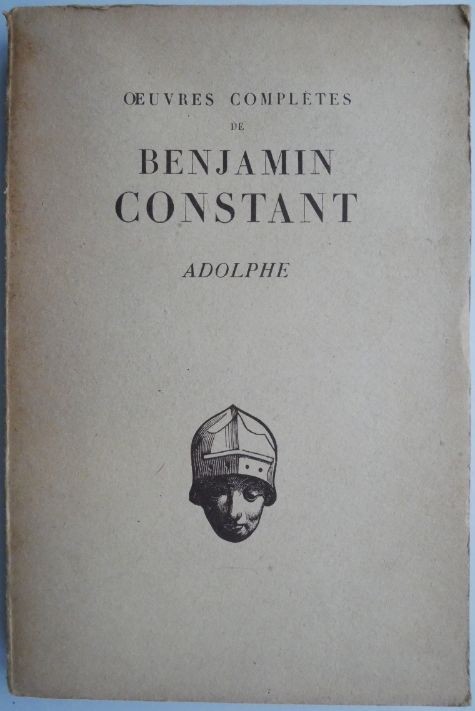 ŒUVRES COMPLÈTES
DE
BENJAMIN
CONSTANT
ADOLPHE